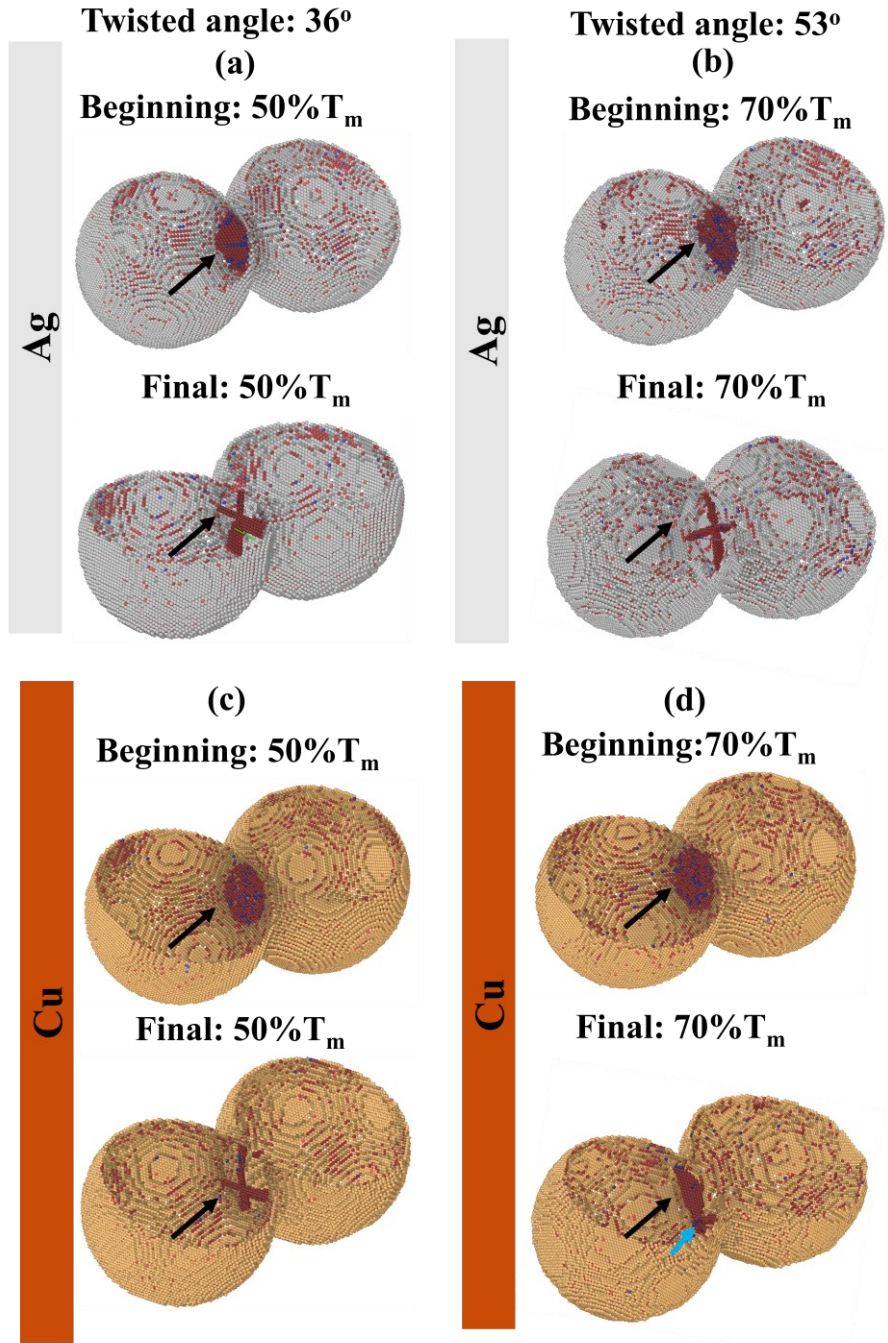 Twisted angle: 36°
Twisted angle: 53°
(a)
(b)
Beginning: 50%Tm
Beginning: 70%Tm
Ag
Ag
Final: 50%Tm
Final: 70%Tm
(c)
(d)
Beginning: 50%Tm
Beginning:70%Tm
Cu
Cu
Final: 50%Tm
Final: 70%Tm